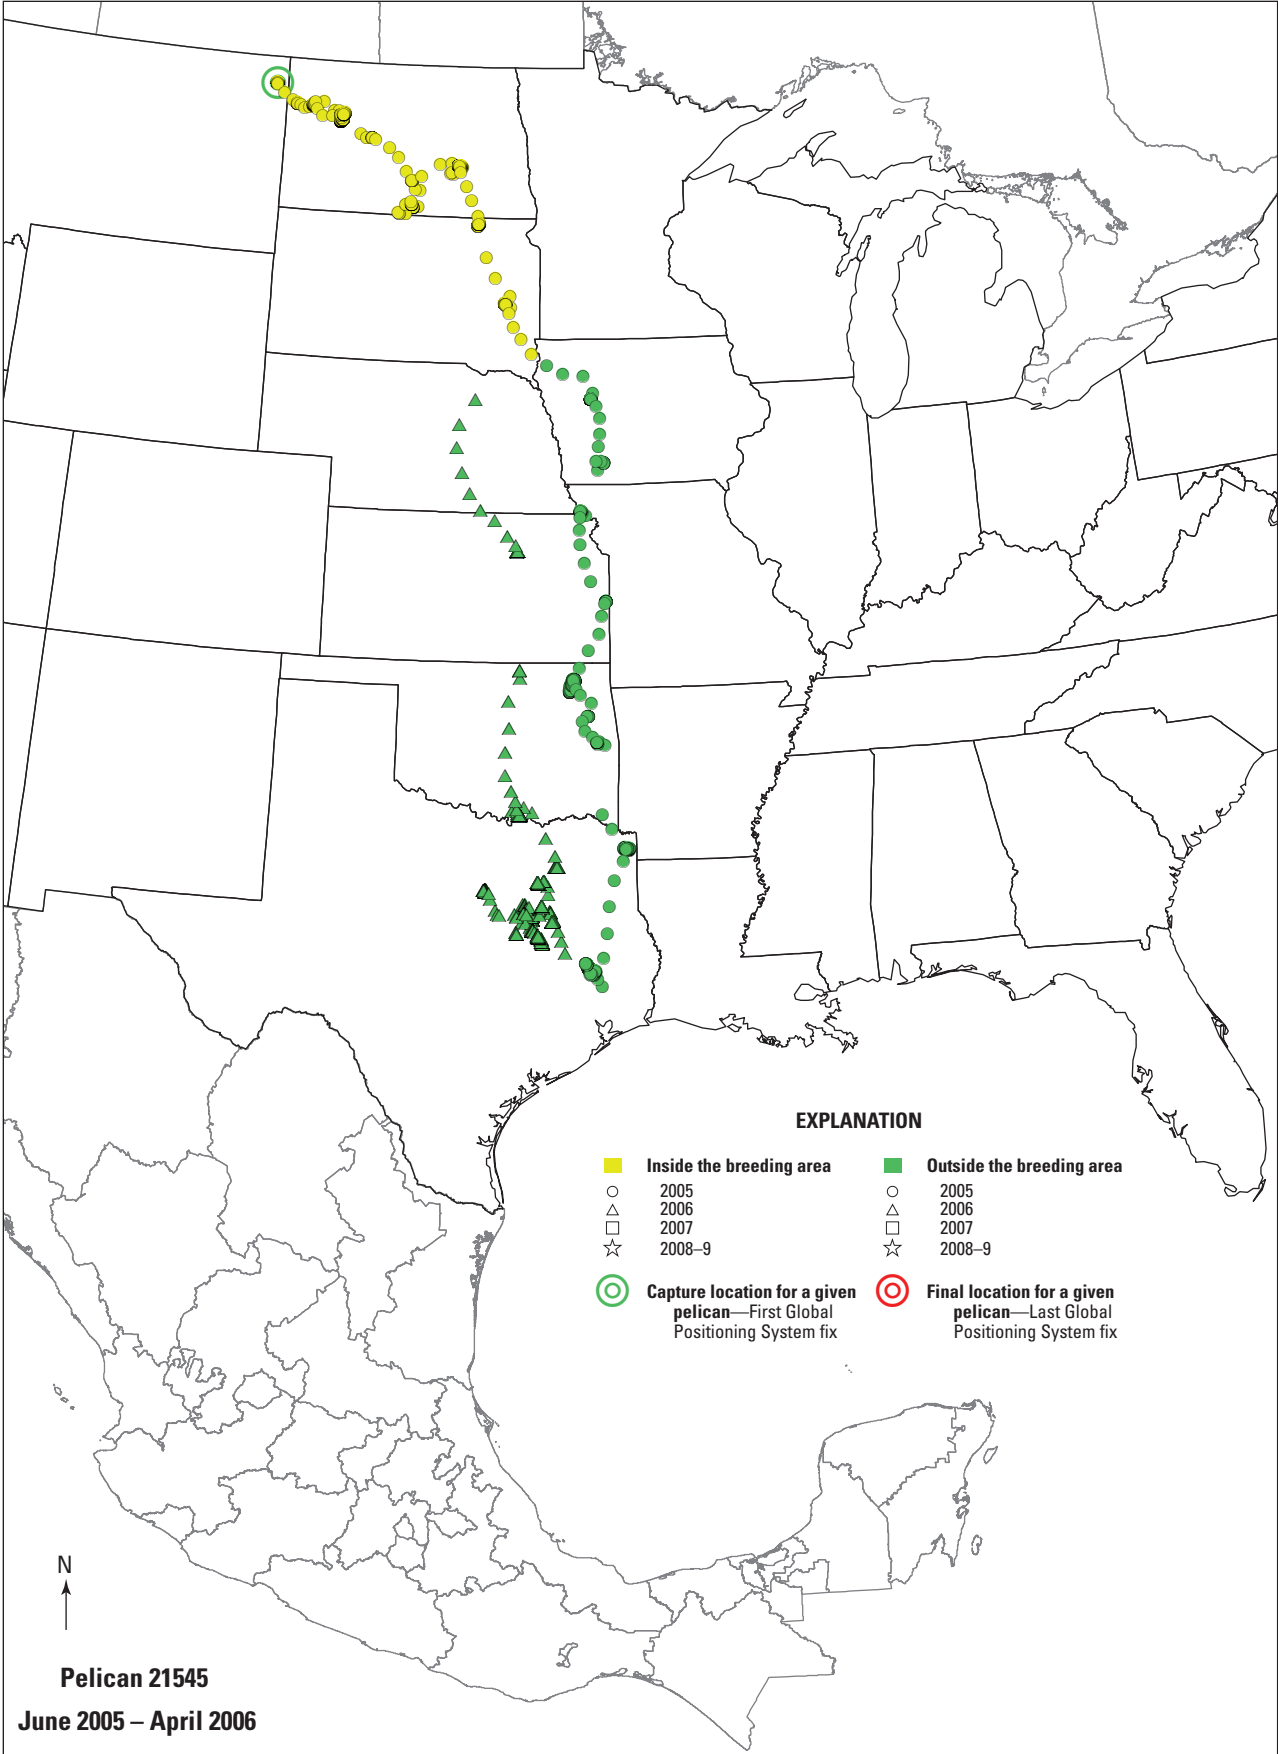 EXPLANATION
Inside the breeding area
2005
2006
2007
2008–9
Capture location for a given
pelican—First Global
Positioning System fix
Outside the breeding area
2005
2006
2007
2008–9
Final location for a given
pelican—Last Global
Positioning System fix
N
Pelican 21545
June 2005 – April 2006